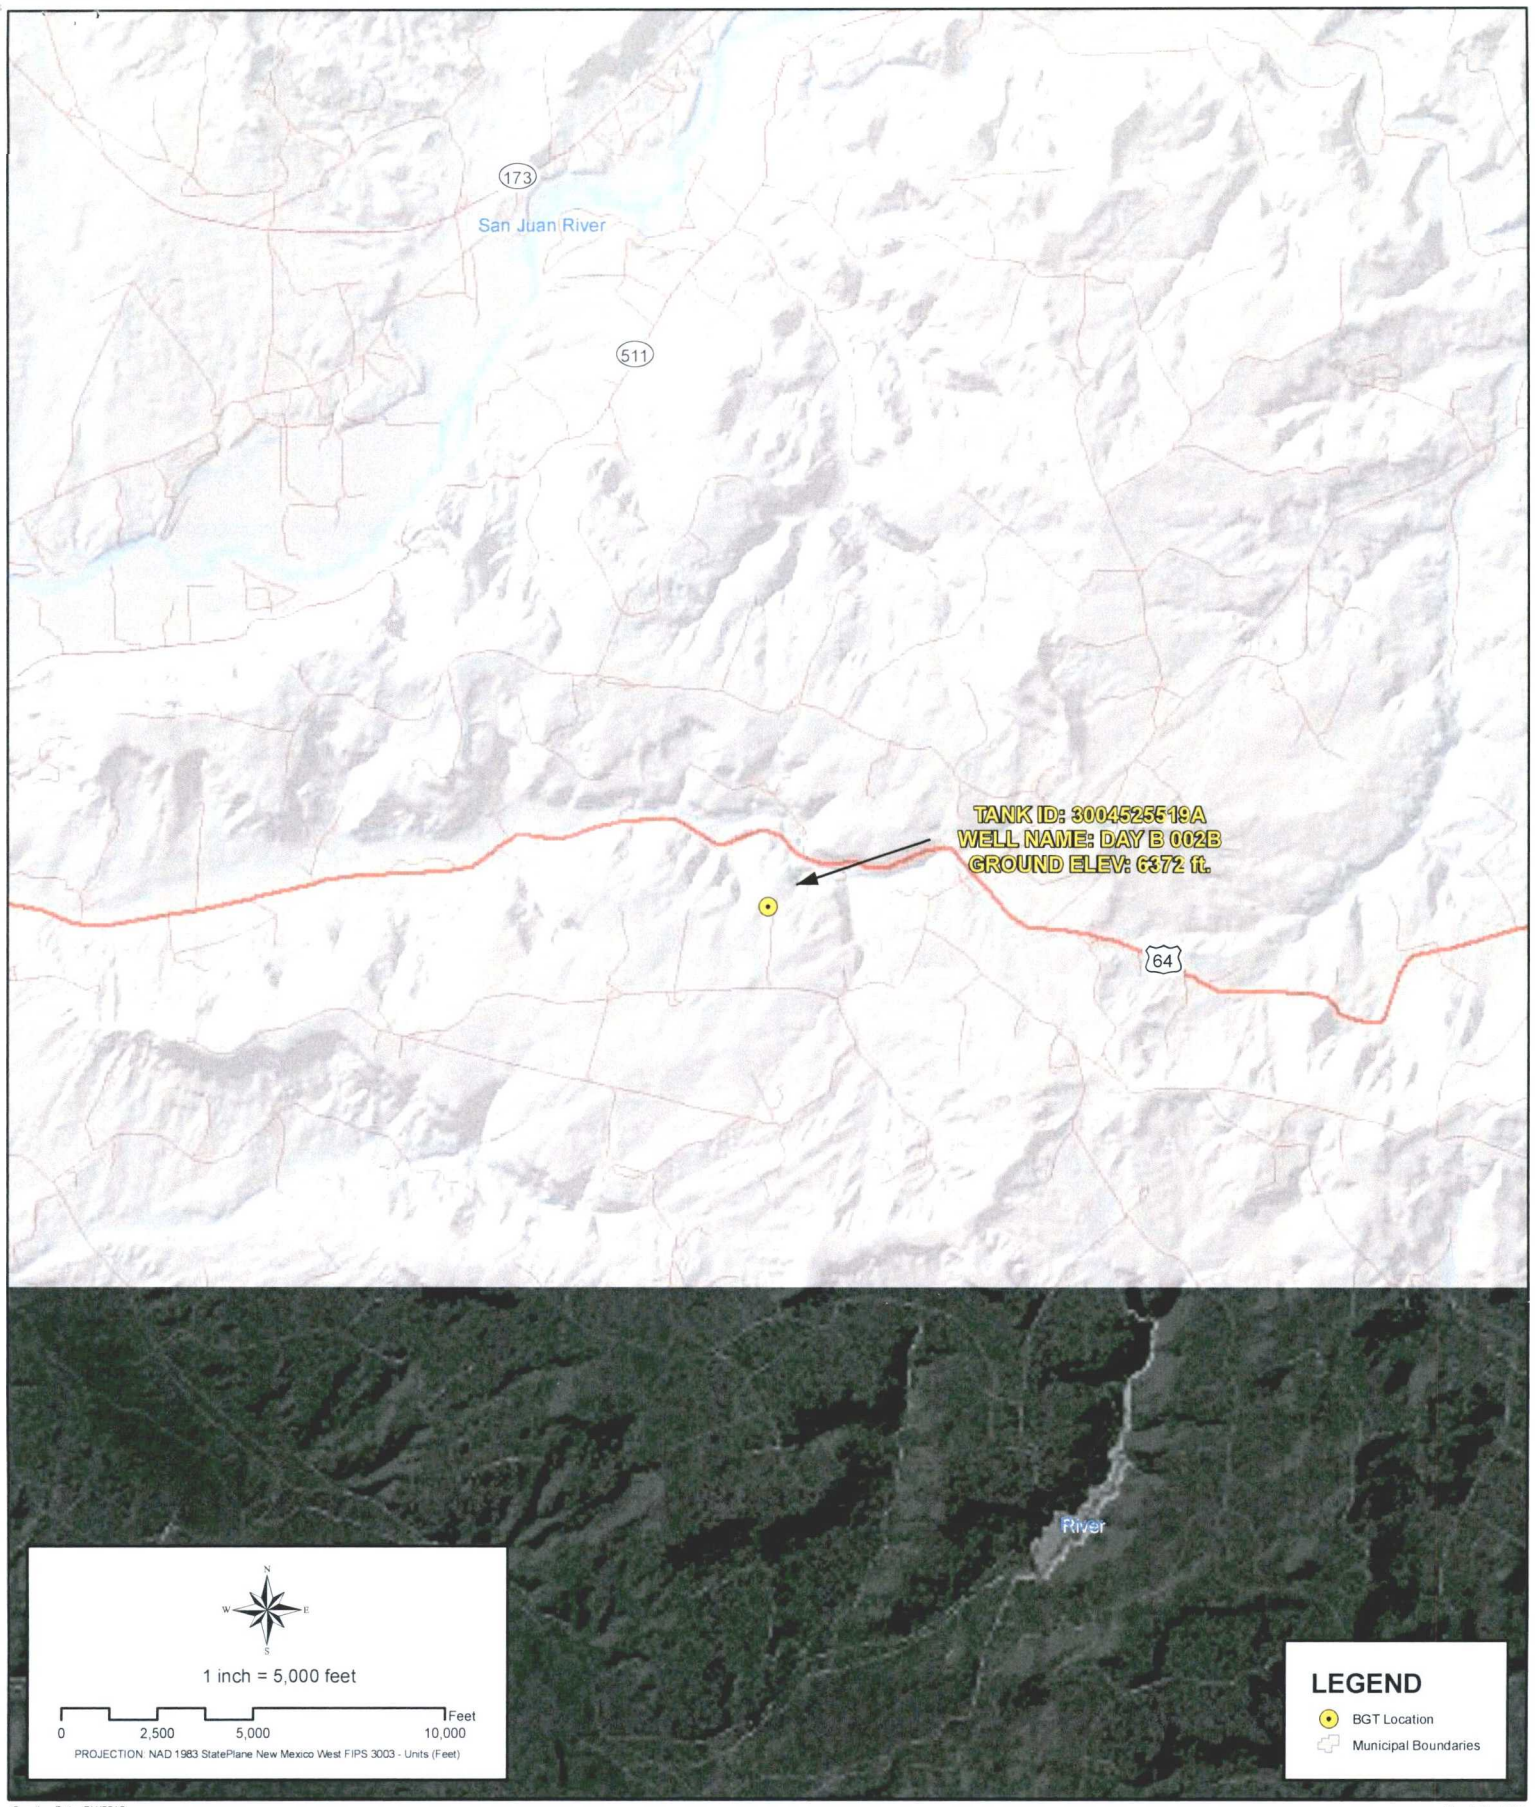 173
San Juan River
511
TANK ID: 3004525519A
WELL NAME: DAY B 002B
GROUND ELEV: 6372 ft.
64
River
N
W E
S
1 inch = 5,000 feet
Feet
0 2,500 5,000 10,000
PROJECTION: NAD 1983 StatePlane New Mexico West FIPS 3003 - Units (Feet)
LEGEND
BGT Location
Municipal Boundaries